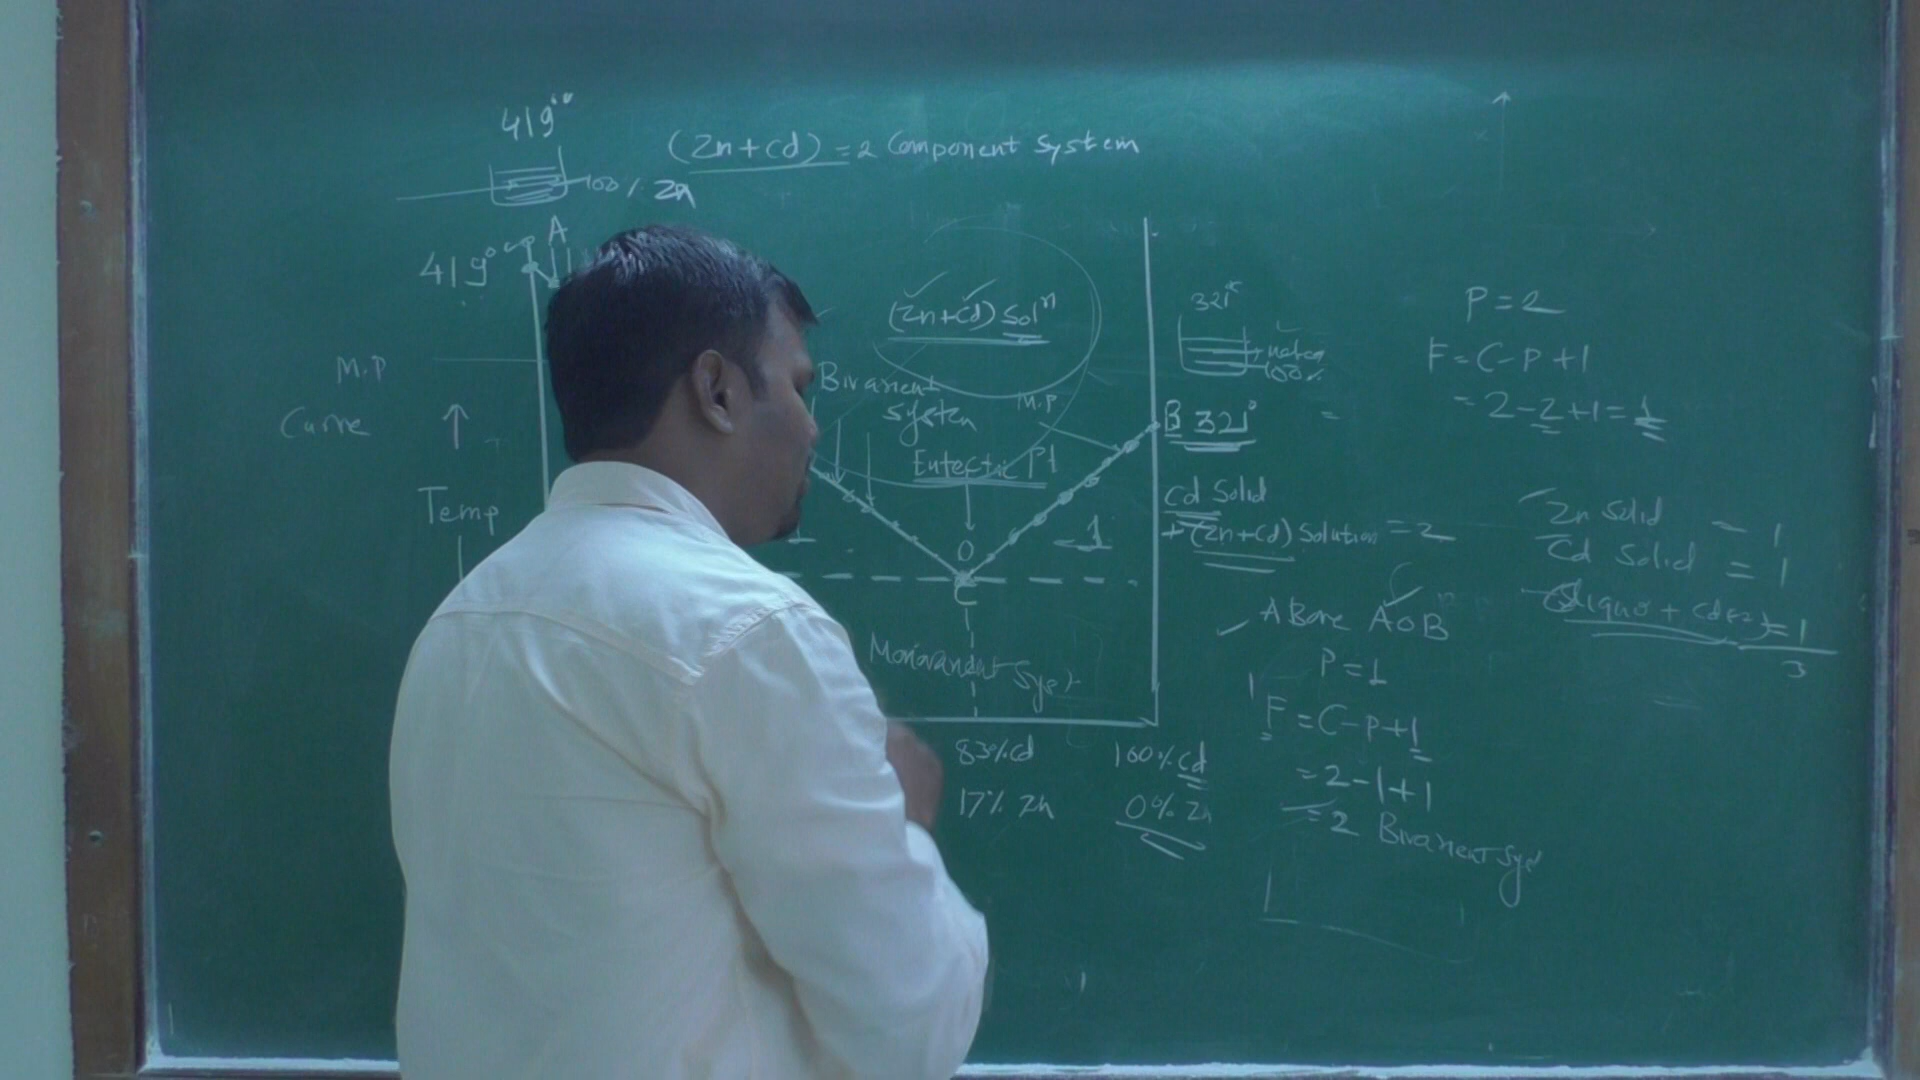 419°
(Zn+Cd) = 2 Component System
100% Zn
A
419°
(Zn+Cd) Solⁿ
M.P
Curve
Temp
Bivarient
System
M.P
Eutectic Pt
O
C
1
321°
100%
B 321°
Cd Solid
+ (Zn+Cd) Solution = 2
P=2
F=C-P+1
=2-2+1=1
Zn Solid = 1
Cd Solid = 1
= 1
3
Above AOB
P=1
F=C-P+1
=2-1+1
=2 Bivarient Syst
Monovarient Syst
83% Cd
17% Zn
100% Cd
0% Zn